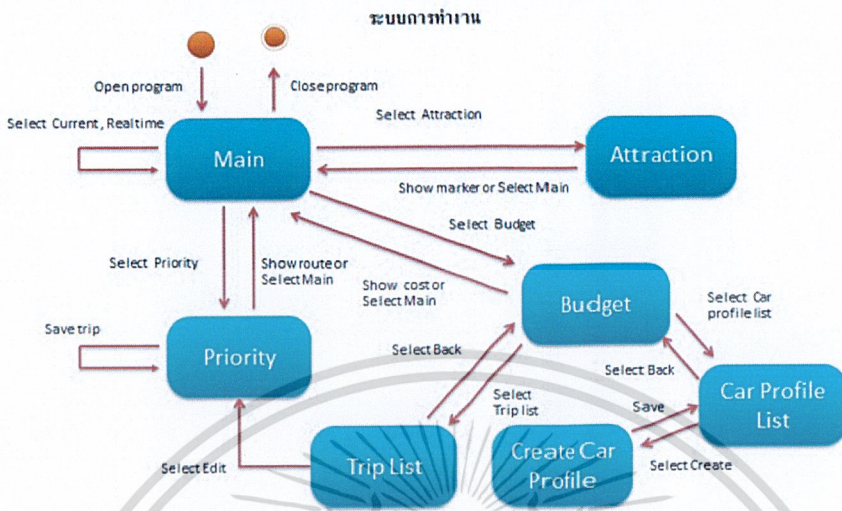 ระบบการทำงาน
Open program
Close program
Select Current, Realtime
Select Attraction
Main
Attraction
Show marker or Select Main
Select Budget
Select Priority
Show route or
Select Main
Show cost or
Select Main
Budget
Select Car
profile list
Save trip
Priority
Select Back
Select Back
Select
Trip list
Save
Car Profile
List
Select Edit
Trip List
Create Car
Profile
Select Create